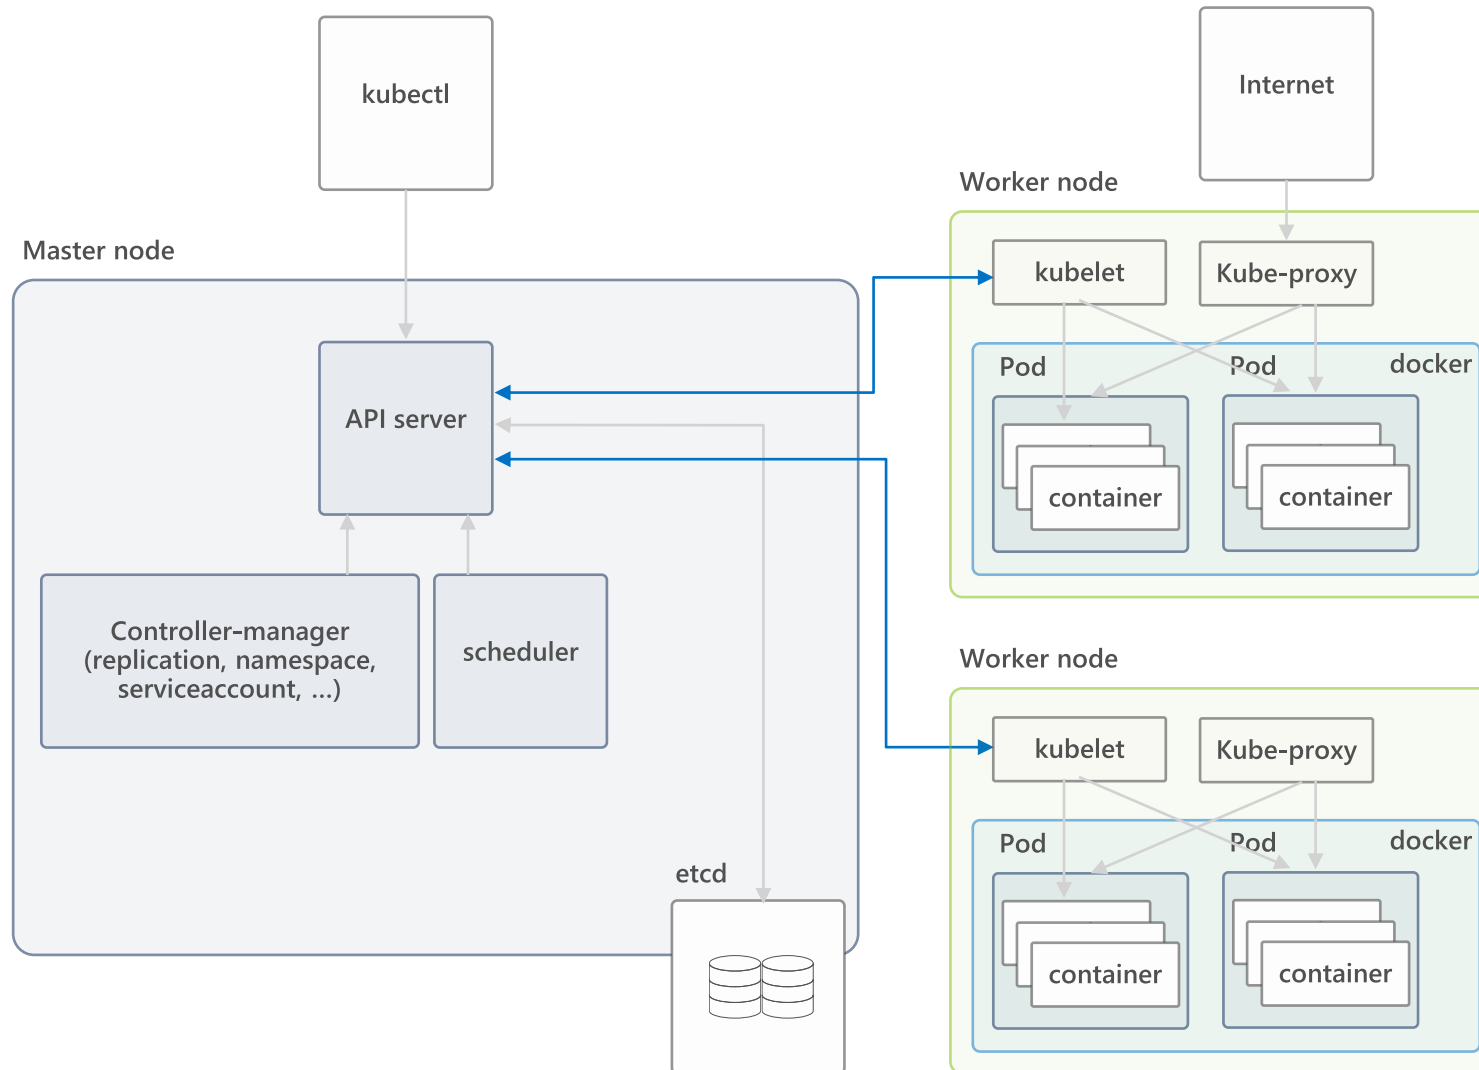 kubectl
Internet
Master node
API server
Controller-manager
(replication, namespace,
serviceaccount, ...)
scheduler
etcd
Worker node
kubelet
Kube-proxy
Pod
Pod
docker
container
container
Worker node
kubelet
Kube-proxy
Pod
Pod
docker
container
container